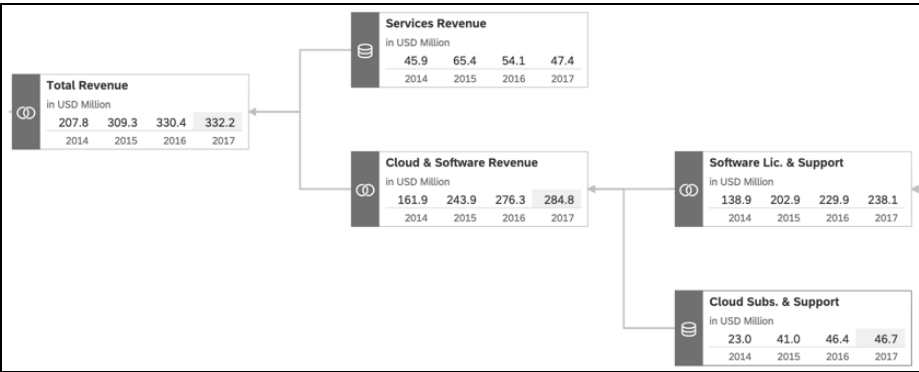 Services Revenue
in USD Million
45.9 65.4 54.1 47.4
2014 2015 2016 2017
Total Revenue
in USD Million
207.8 309.3 330.4 332.2
2014 2015 2016 2017
Cloud & Software Revenue
in USD Million
161.9 243.9 276.3 284.8
2014 2015 2016 2017
Software Lic. & Support
in USD Million
138.9 202.9 229.9 238.1
2014 2015 2016 2017
Cloud Subs. & Support
in USD Million
23.0 41.0 46.4 46.7
2014 2015 2016 2017